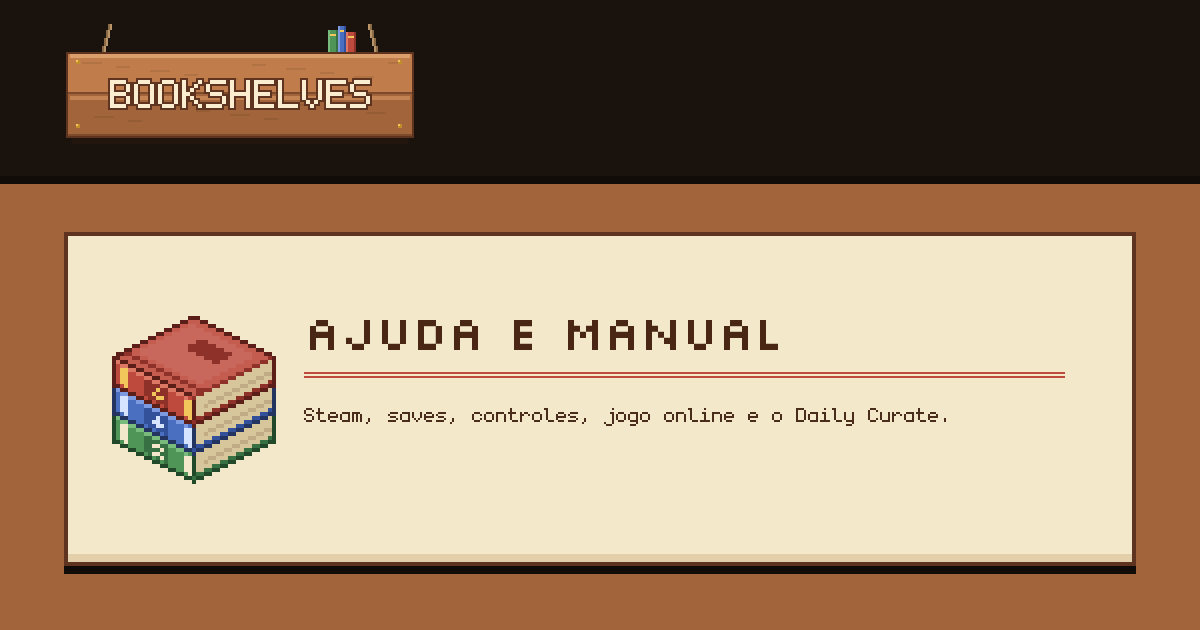 BOOKSHELVES
AJUDA E MANUAL
Steam, saves, controles, jogo online e o Daily Curate.